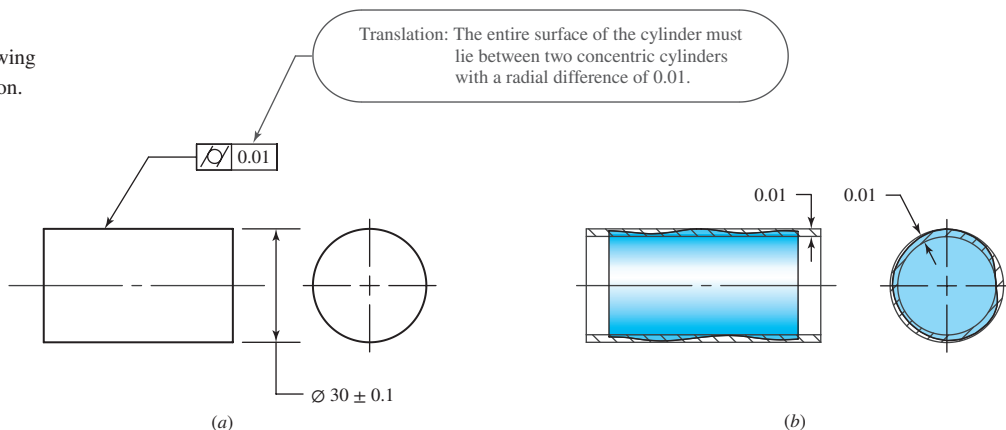 wing
on.
Translation: The entire surface of the cylinder must
lie between two concentric cylinders
with a radial difference of 0.01.
0.01
0.01
0.01
Ø 30 ± 0.1
(a)
(b)